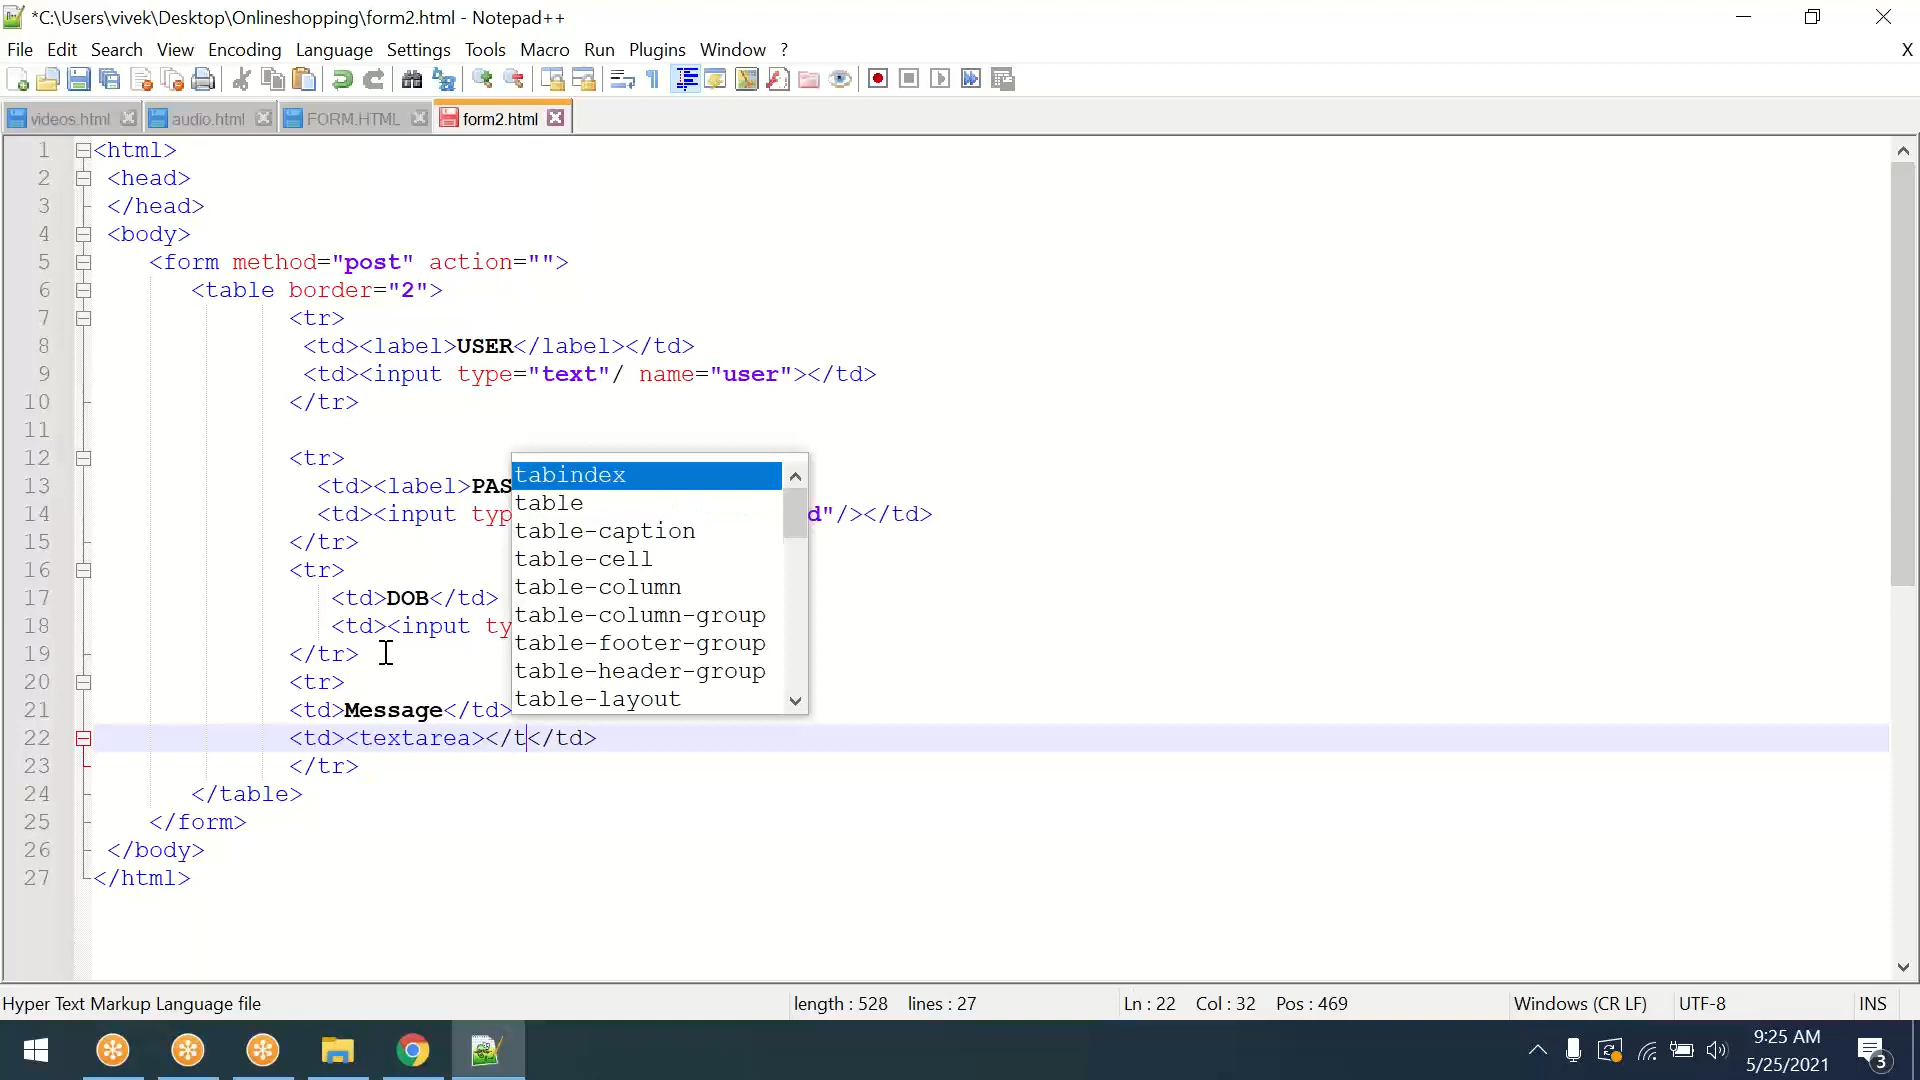 *C:\Users\vivek\Desktop\Onlineshopping\form2.html - Notepad++
File Edit Search View Encoding Language Settings Tools Macro Run Plugins Window ? X
videos.html audio.html FORM.HTML form2.html
1 <html>
2 <head>
3 </head>
4 <body>
5 <form method="post" action="">
6 <table border="2">
7 <tr>
8 <td><label>USER</label></td>
9 <td><input type="text"/ name="user"></td>
10 </tr>
11
12 <tr>
13 <td><label>PAS
14 <td><input typ d"/></td>
15 </tr>
16 <tr>
17 <td>DOB</td>
18 <td><input ty
19 </tr>
20 <tr>
21 <td>Message</td>
22 <td><textarea></t</td>
23 </tr>
24 </table>
25 </form>
26 </body>
27 </html>
tabindex
table
table-caption
table-cell
table-column
table-column-group
table-footer-group
table-header-group
table-layout
Hyper Text Markup Language file length : 528 lines : 27 Ln : 22 Col : 32 Pos : 469 Windows (CR LF) UTF-8 INS
9:25 AM
5/25/2021
3